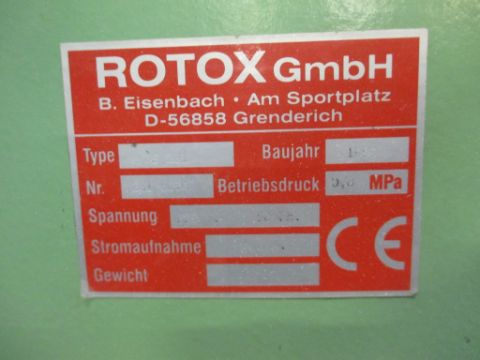 ROTOX GmbH
B. Eisenbach · Am Sportplatz
D-56858 Grenderich
Type Baujahr
Nr. Betriebsdruck MPa
Spannung
Stromaufnahme CE
Gewicht